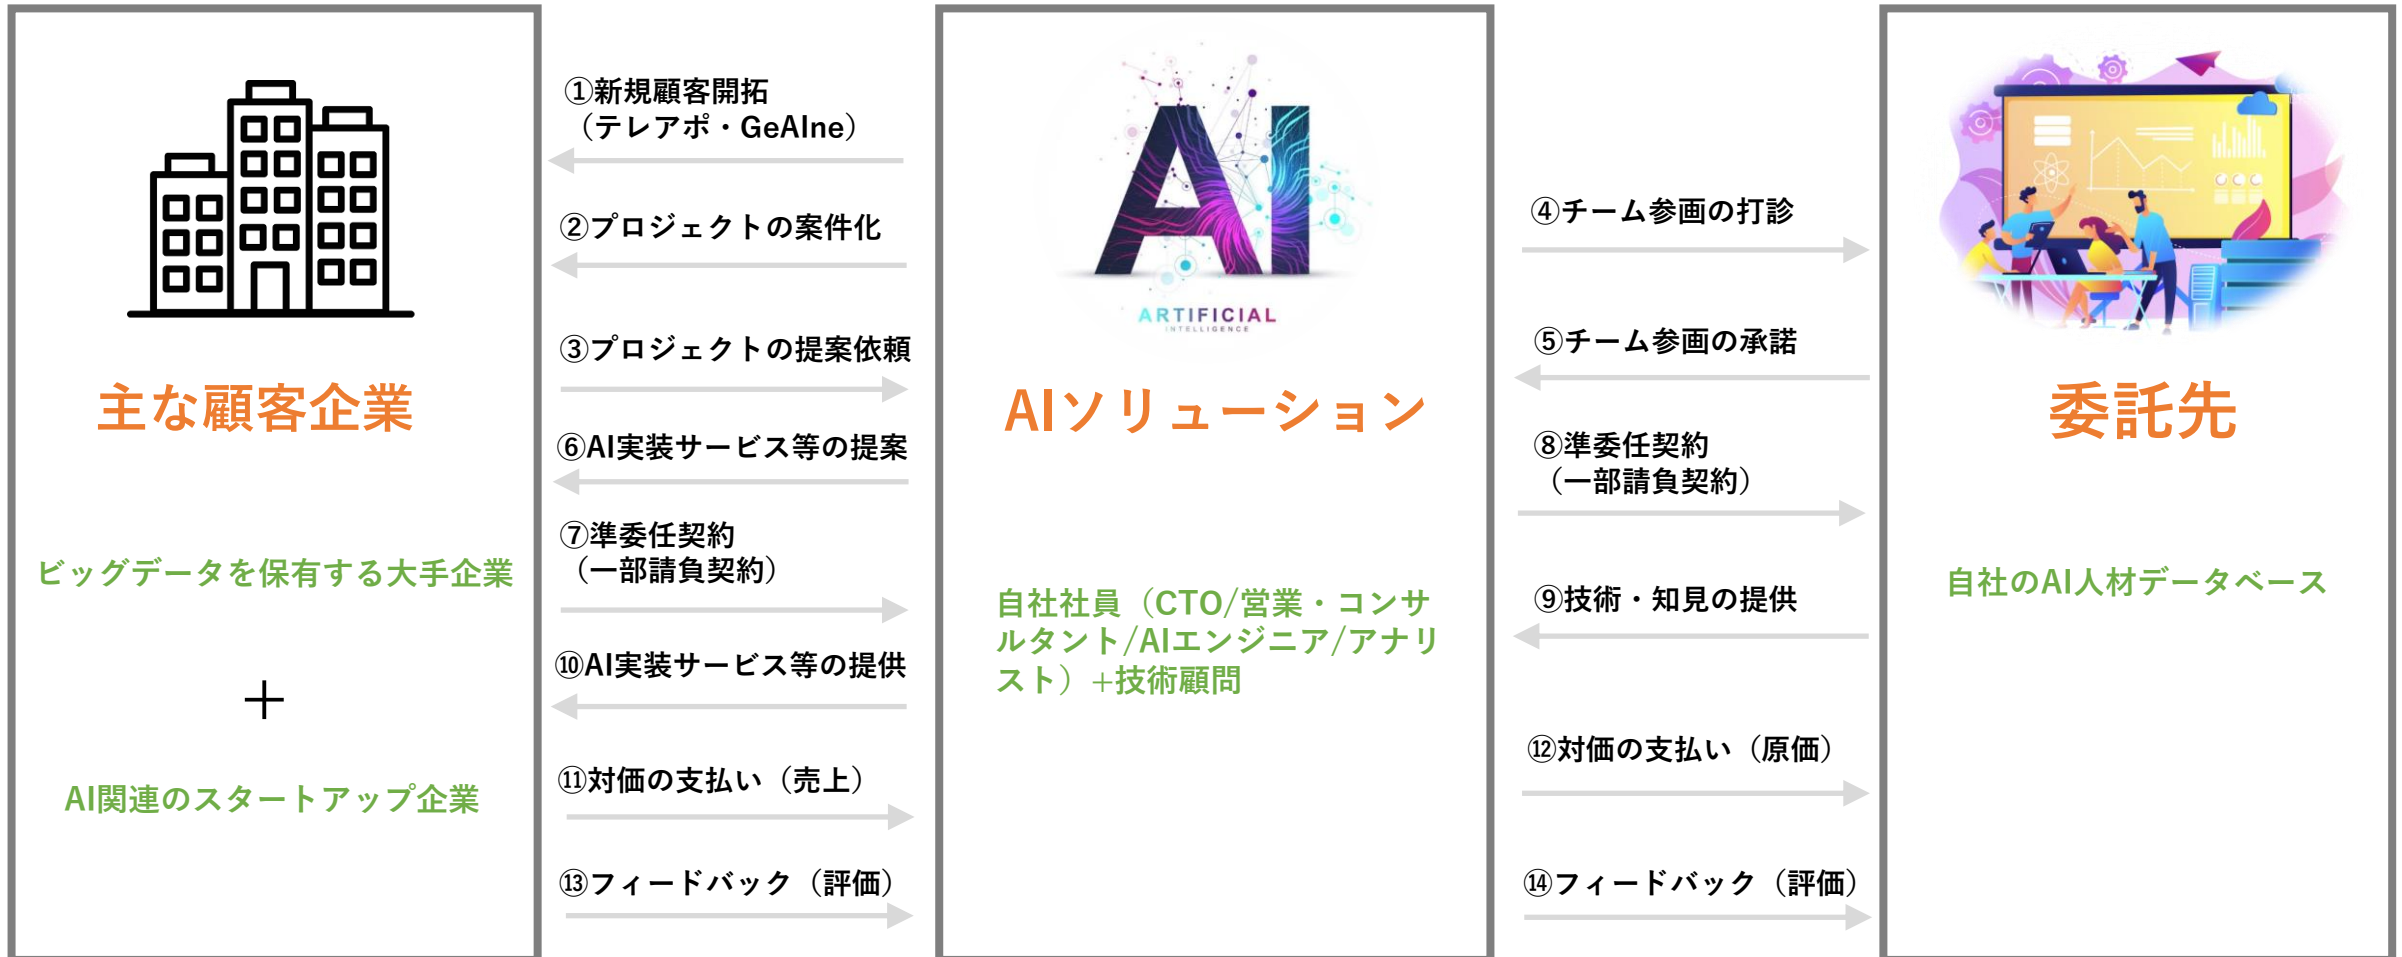 主な顧客企業
ビッグデータを保有する大手企業
＋
AI関連のスタートアップ企業
①新規顧客開拓
（テレアポ・GeAIne）
②プロジェクトの案件化
③プロジェクトの提案依頼
⑥AI実装サービス等の提案
⑦準委任契約
（一部請負契約）
⑩AI実装サービス等の提供
⑪対価の支払い（売上）
⑬フィードバック（評価）
AI
ARTIFICIAL
INTELLIGENCE
AIソリューション
自社社員（CTO/営業・コンサ
ルタント/AIエンジニア/アナリ
スト）+技術顧問
④チーム参画の打診
⑤チーム参画の承諾
⑧準委任契約
（一部請負契約）
⑨技術・知見の提供
⑫対価の支払い（原価）
⑭フィードバック（評価）
委託先
自社のAI人材データベース